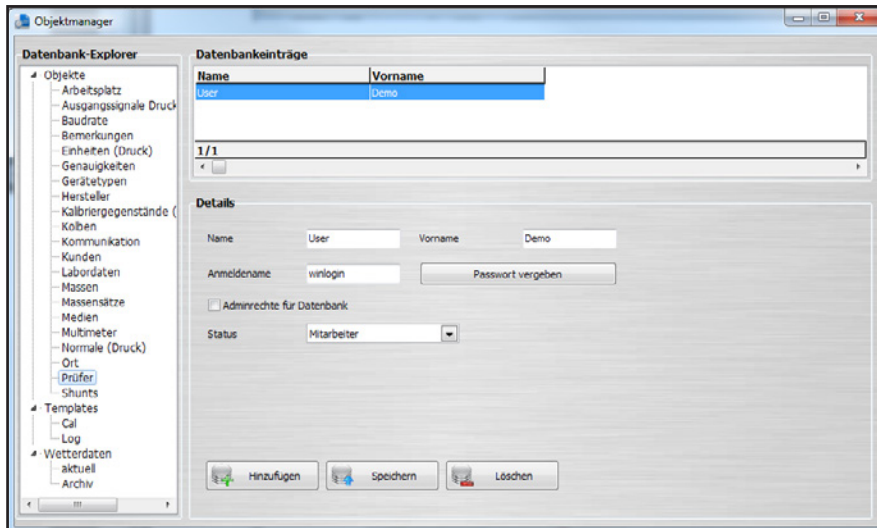 Objektmanager
Datenbank-Explorer
Objekte
Arbeitsplatz
Ausgangssignale Druck
Baudrate
Bemerkungen
Einheiten (Druck)
Genauigkeiten
Gerätetypen
Hersteller
Kalibriergegenstände (
Kolben
Kommunikation
Kunden
Labordaten
Massen
Massensätze
Medien
Multimeter
Normale (Druck)
Ort
Prüfer
Shunts
Templates
Cal
Log
Wetterdaten
aktuell
Archiv
Datenbankeinträge
Name Vorname
User Demo
1/1
Details
Name User Vorname Demo
Anmeldename winlogin Passwort vergeben
Adminrechte für Datenbank
Status Mitarbeiter
Hinzufügen Speichern Löschen